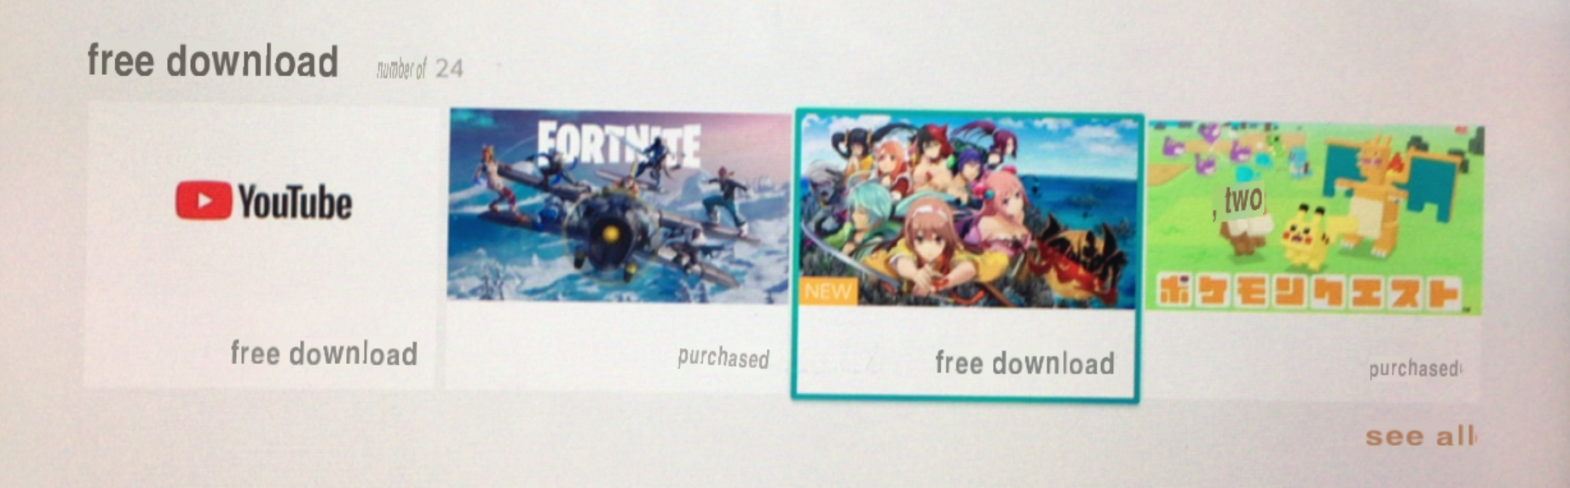 free download number of 24
YouTube
FORTNITE
NEW
, two
ポケモンクエスト
free download
purchased
free download
purchased
see all